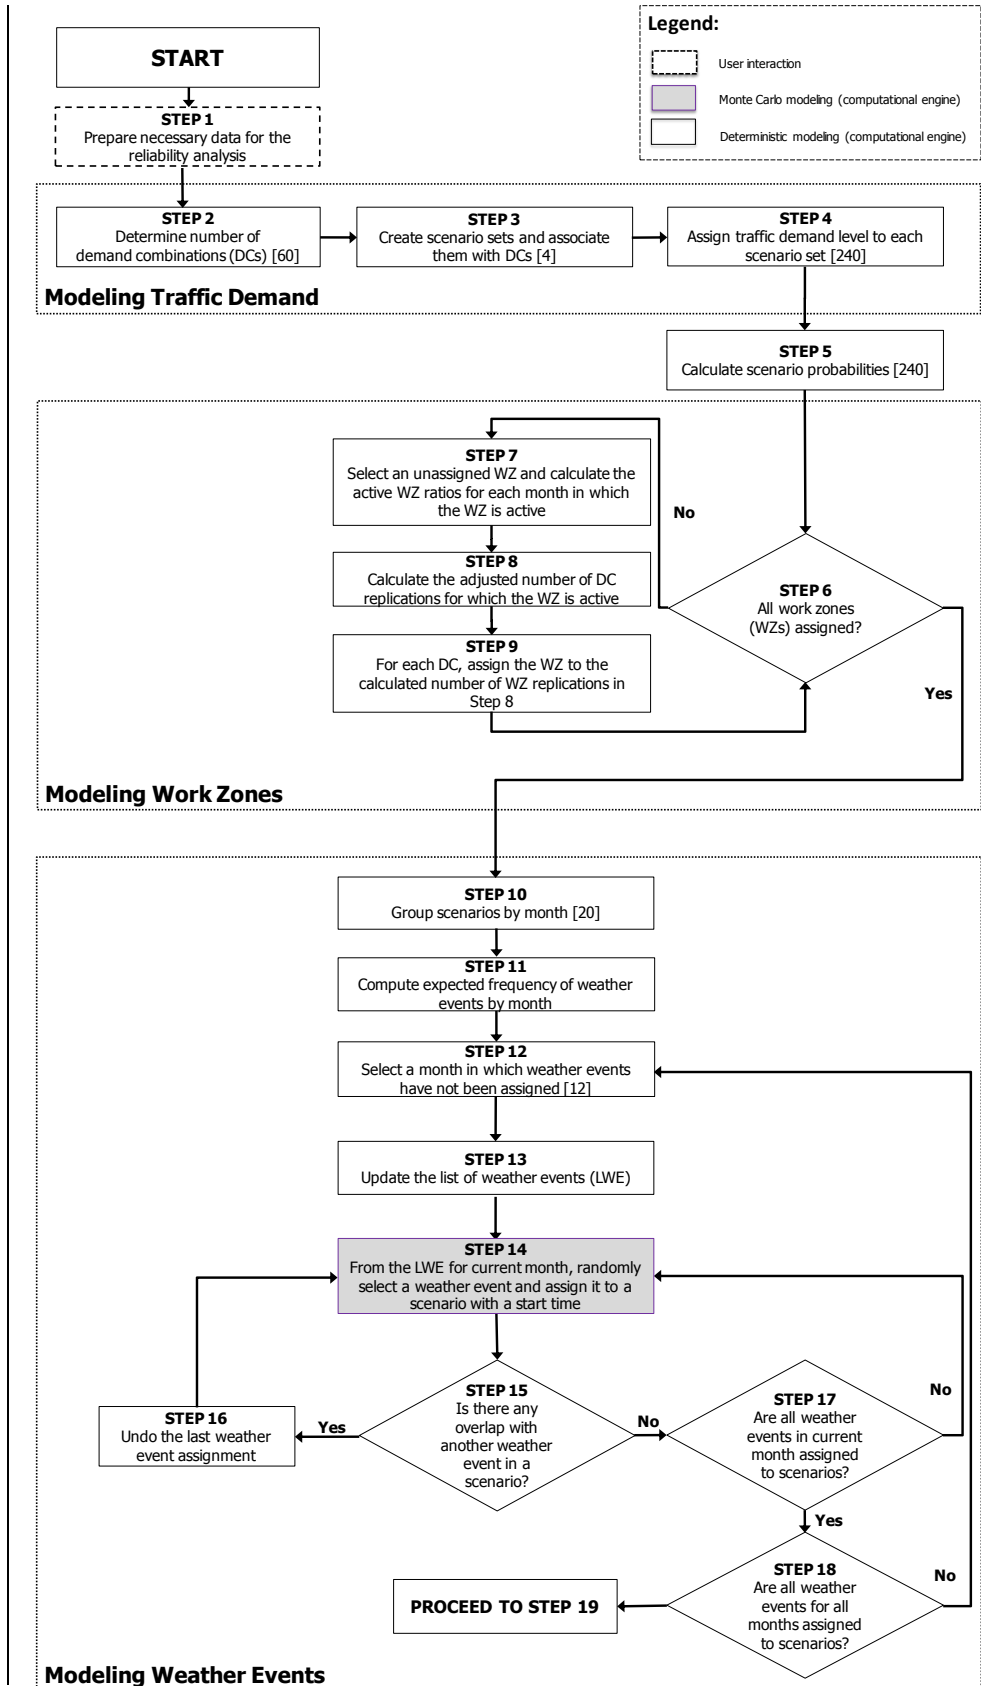 Legend:
User interaction
Monte Carlo modeling (computational engine)
Deterministic modeling (computational engine)
START
STEP 1
Prepare necessary data for the
reliability analysis
STEP 2
Determine number of
demand combinations (DCs) [60]
STEP 3
Create scenario sets and associate
them with DCs [4]
STEP 4
Assign traffic demand level to each
scenario set [240]
Modeling Traffic Demand
STEP 5
Calculate scenario probabilities [240]
STEP 7
Select an unassigned WZ and calculate the
active WZ ratios for each month in which
the WZ is active
No
STEP 8
Calculate the adjusted number of DC
replications for which the WZ is active
STEP 6
All work zones
(WZs) assigned?
STEP 9
For each DC, assign the WZ to the
calculated number of WZ replications in
Step 8
Yes
Modeling Work Zones
STEP 10
Group scenarios by month [20]
STEP 11
Compute expected frequency of weather
events by month
STEP 12
Select a month in which weather events
have not been assigned [12]
STEP 13
Update the list of weather events (LWE)
STEP 14
From the LWE for current month, randomly
select a weather event and assign it to a
scenario with a start time
STEP 15
Is there any
overlap with
another weather
event in a
scenario?
Yes
STEP 16
Undo the last weather
event assignment
No
STEP 17
Are all weather
events in current
month assigned
to scenarios?
No
Yes
STEP 18
Are all weather
events for all
months assigned
to scenarios?
No
PROCEED TO STEP 19
Modeling Weather Events